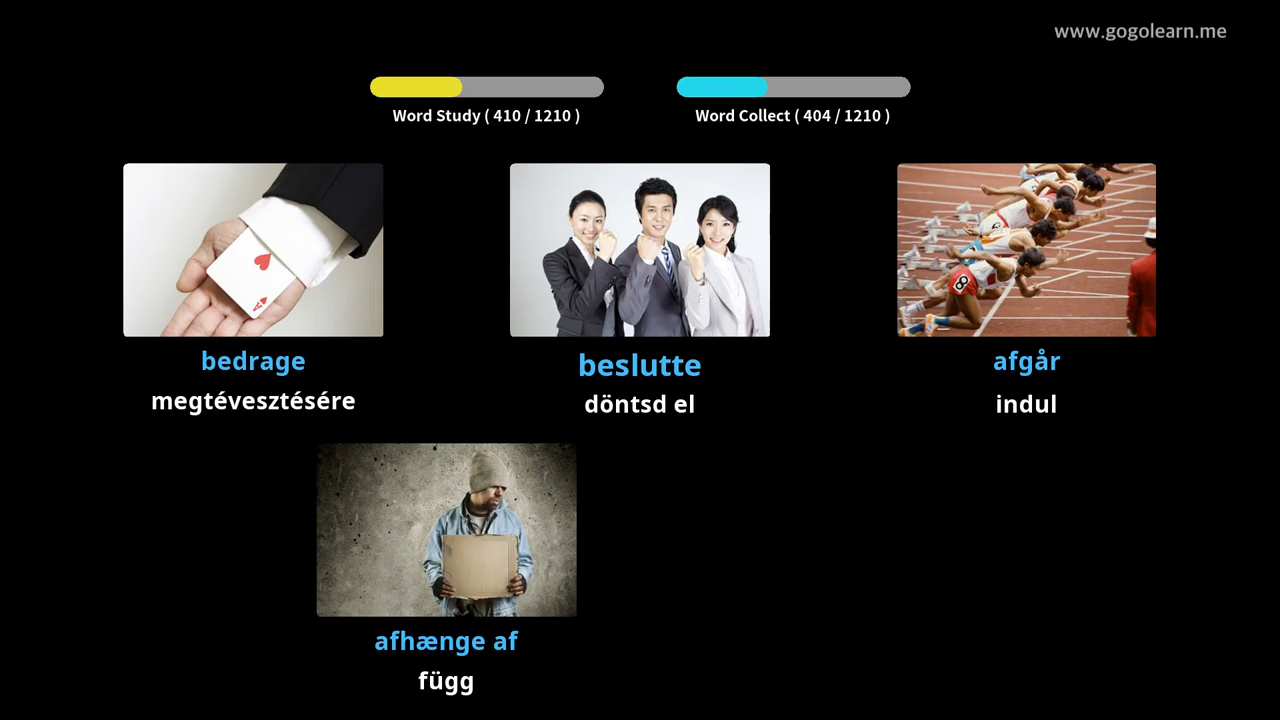 www.gogolearn.me
Word Study ( 410 / 1210 )
Word Collect ( 404 / 1210 )
bedrage
megtévesztésére
beslutte
döntsd el
afgår
indul
8
afhænge af
függ